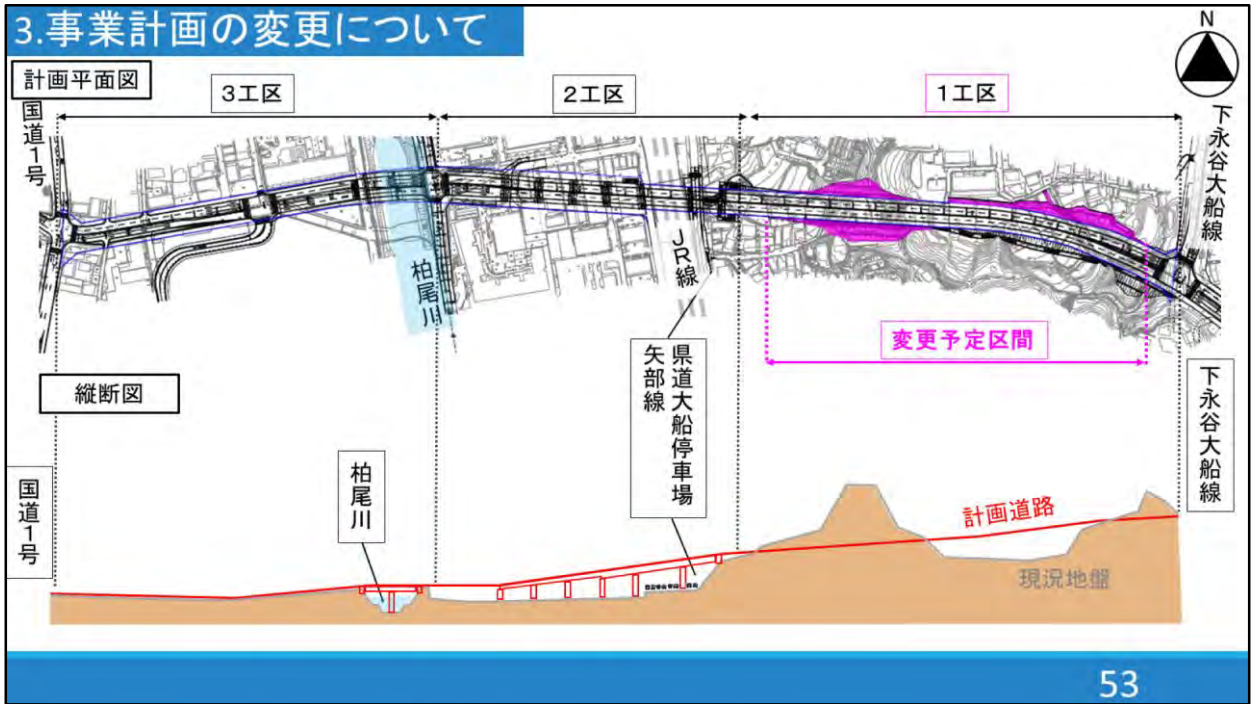 3.事業計画の変更について
N
計画平面図
3工区
2工区
1工区
国道1号
下永谷大船線
柏尾川
JR線
変更予定区間
県道大船停車場
矢部線
縦断図
下永谷大船線
国道1号
柏尾川
計画道路
現況地盤
53